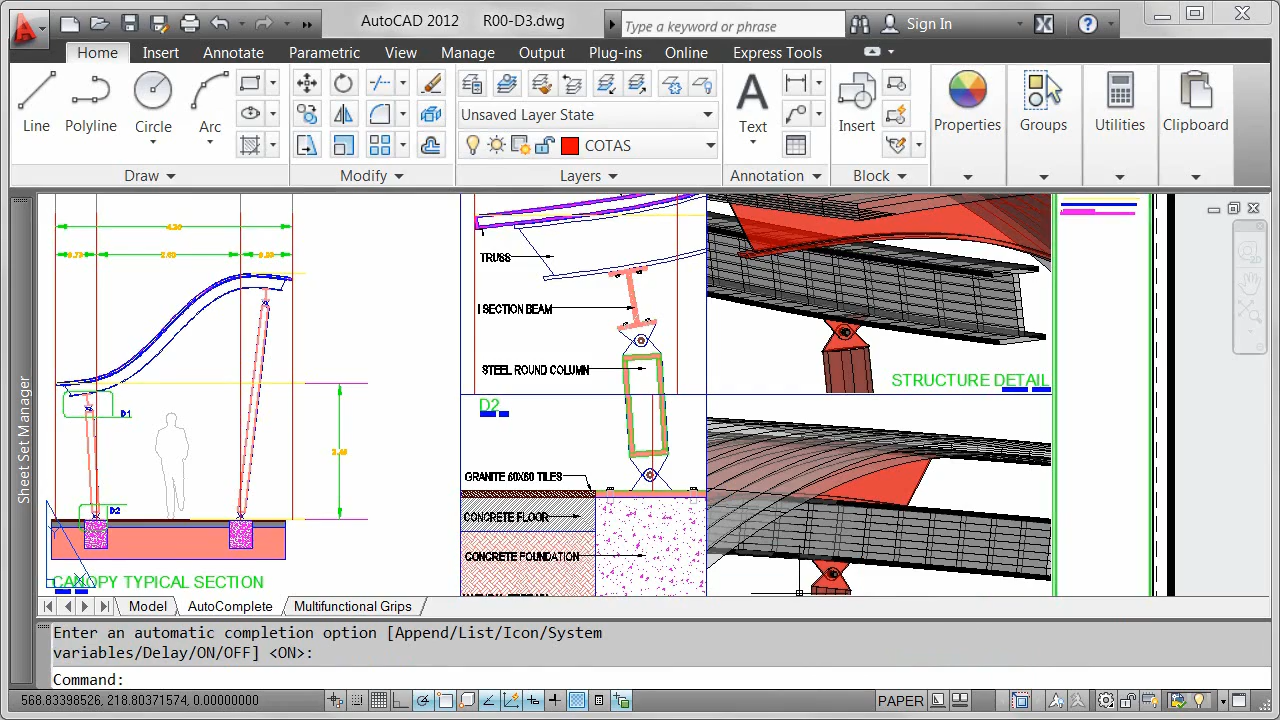 AutoCAD 2012 R00-D3.dwg
Type a keyword or phrase
Sign In
Home Insert Annotate Parametric View Manage Output Plug-ins Online Express Tools
Line Polyline Circle Arc
Unsaved Layer State
COTAS
Text
Insert
Properties Groups Utilities Clipboard
Draw Modify Layers Annotation Block
TRUSS
I SECTION BEAM
STEEL ROUND COLUMN
STRUCTURE DETAIL
D2
D1
GRANITE 60X60 TILES
D2
CONCRETE FLOOR
CONCRETE FOUNDATION
CANOPY TYPICAL SECTION
Sheet Set Manager
Model AutoComplete Multifunctional Grips
Enter an automatic completion option [Append/List/Icon/System
variables/Delay/ON/OFF] <ON>:
Command:
568.83398526, 218.80371574, 0.00000000
PAPER